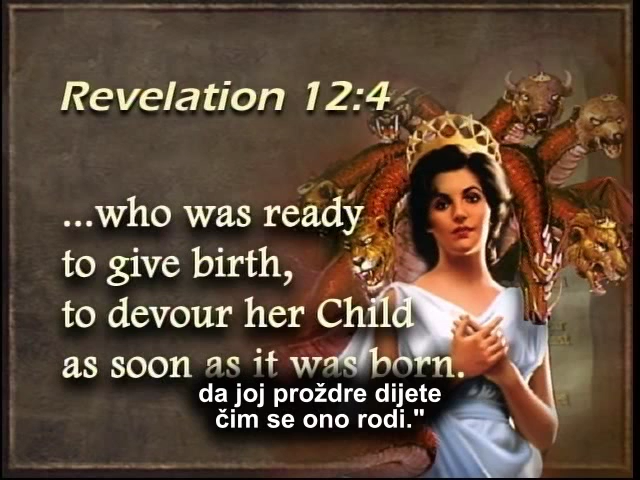 Revelation 12:4
...who was ready
to give birth,
to devour her Child
as soon as it was born.
da joj proždre dijete
čim se ono rodi."